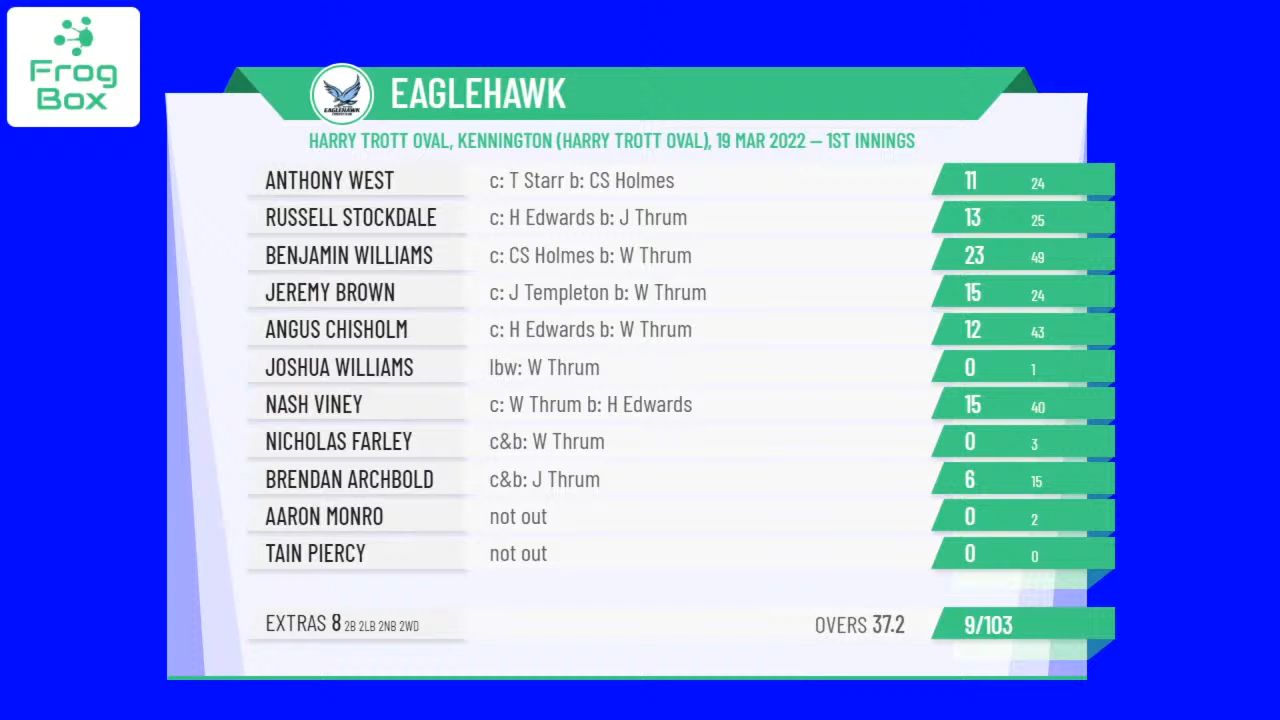 Frog
Box
EAGLEHAWK
EAGLEHAWK
HARRY TROTT OVAL, KENNINGTON (HARRY TROTT OVAL), 19 MAR 2022 – 1ST INNINGS
ANTHONY WEST c: T Starr b: CS Holmes 11 24
RUSSELL STOCKDALE c: H Edwards b: J Thrum 13 25
BENJAMIN WILLIAMS c: CS Holmes b: W Thrum 23 49
JEREMY BROWN c: J Templeton b: W Thrum 15 24
ANGUS CHISHOLM c: H Edwards b: W Thrum 12 43
JOSHUA WILLIAMS lbw: W Thrum 0 1
NASH VINEY c: W Thrum b: H Edwards 15 40
NICHOLAS FARLEY c&b: W Thrum 0 3
BRENDAN ARCHBOLD c&b: J Thrum 6 15
AARON MONRO not out 0 2
TAIN PIERCY not out 0 0
EXTRAS 8 2B 2LB 2NB 2WD OVERS 37.2 9/103